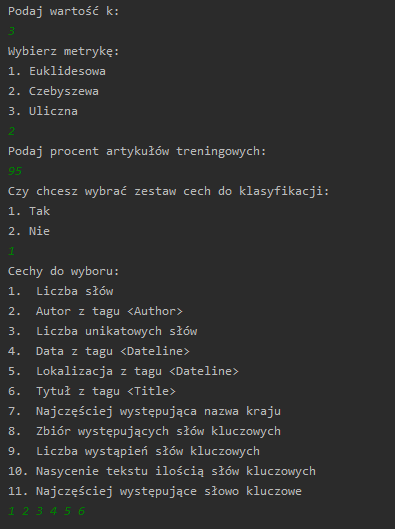 Podaj wartość k:
3
Wybierz metrykę:
1. Euklidesowa
2. Czebyszewa
3. Uliczna
2
Podaj procent artykułów treningowych:
95
Czy chcesz wybrać zestaw cech do klasyfikacji:
1. Tak
2. Nie
1
Cechy do wyboru:
1.  Liczba słów
2.  Autor z tagu <Author>
3.  Liczba unikatowych słów
4.  Data z tagu <Dateline>
5.  Lokalizacja z tagu <Dateline>
6.  Tytuł z tagu <Title>
7.  Najczęściej występująca nazwa kraju
8.  Zbiór występujących słów kluczowych
9.  Liczba wystąpień słów kluczowych
10. Nasycenie tekstu ilością słów kluczowych
11. Najczęściej występujące słowo kluczowe
1 2 3 4 5 6